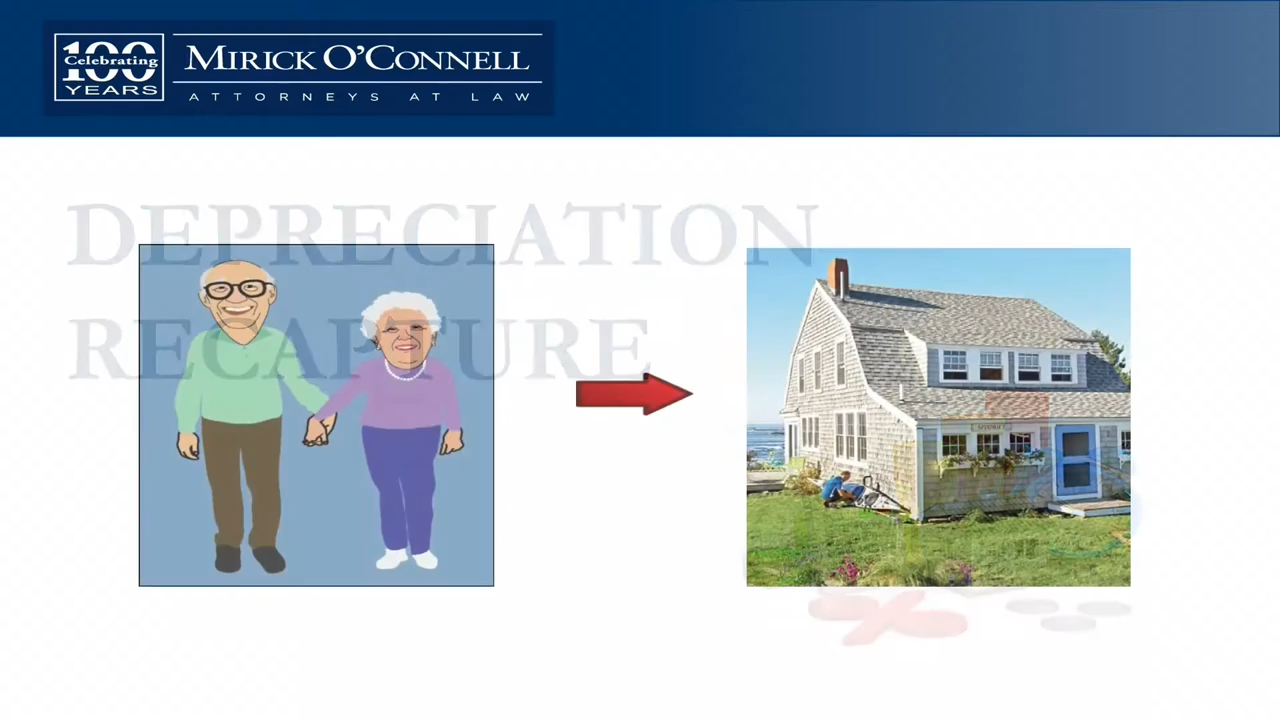 Celebrating
100
YEARS
MIRICK O'CONNELL
ATTORNEYS AT LAW
DEPRECIATION
RECAPTURE